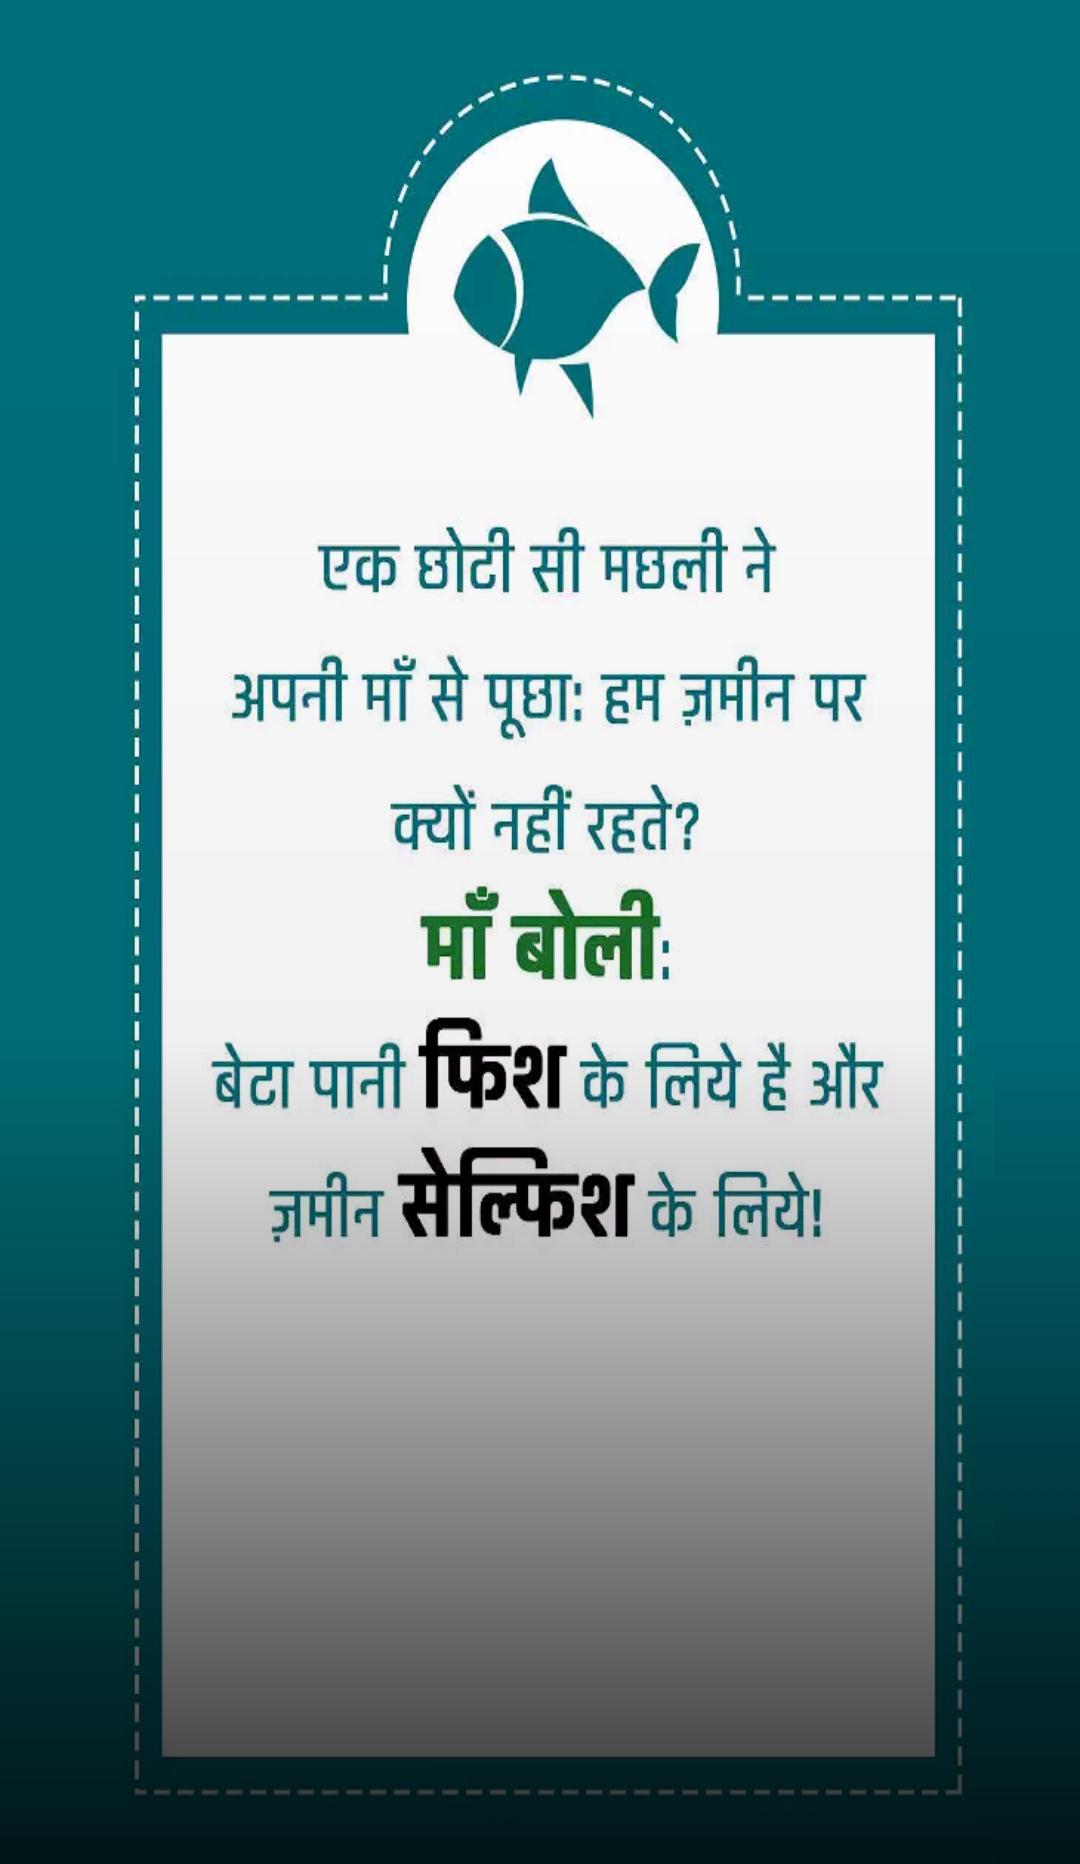 एक छोटी सी मछली ने
अपनी माँ से पूछा: हम ज़मीन पर
क्यों नहीं रहते?
माँ बोली:
बेटा पानी फिश के लिये है और
ज़मीन सेल्फिश के लिये!